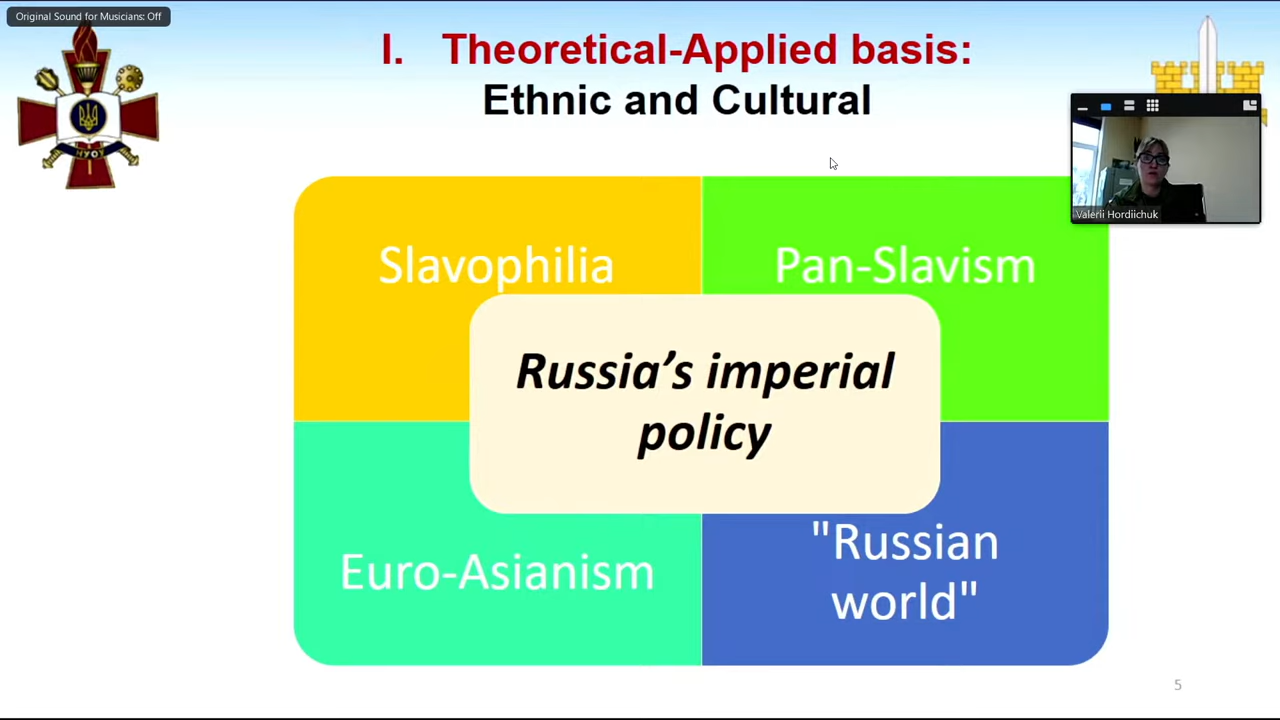 Original Sound for Musicians: Off
I. Theoretical-Applied basis:
Ethnic and Cultural
НУОУ
Valerii Hordiichuk
Slavophilia
Pan-Slavism
Russia’s imperial
policy
Euro-Asianism
"Russian
world"
5